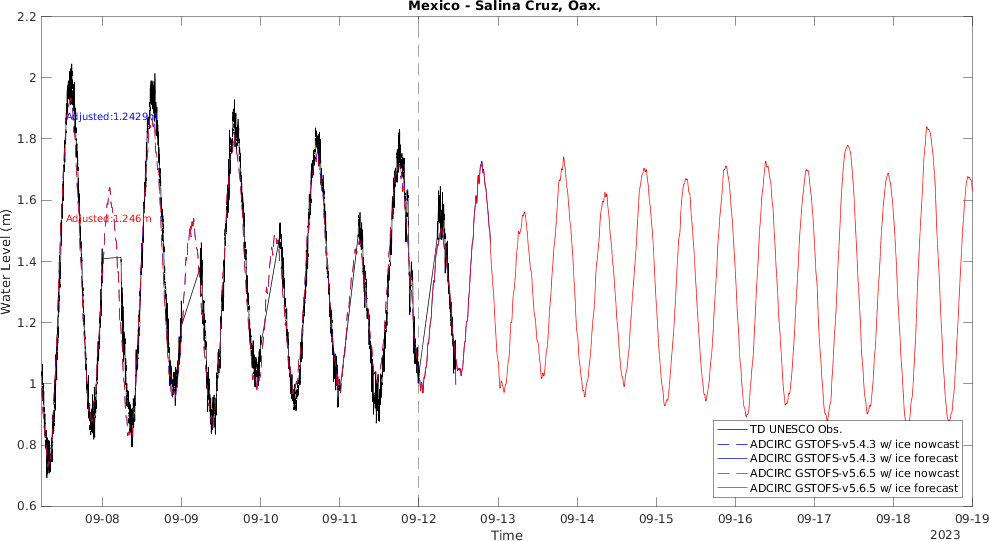 Mexico - Salina Cruz, Oax.
2.2
2
1.8
1.6
1.4
1.2
1
0.8
0.6
Water Level (m)
Adjusted:1.2429m
Adjusted:1.246m
TD UNESCO Obs.
ADCIRC GSTOFS-v5.4.3 w/ ice nowcast
ADCIRC GSTOFS-v5.4.3 w/ ice forecast
ADCIRC GSTOFS-v5.6.5 w/ ice nowcast
ADCIRC GSTOFS-v5.6.5 w/ ice forecast
09-08 09-09 09-10 09-11 09-12 09-13 09-14 09-15 09-16 09-17 09-18 09-19
Time
2023